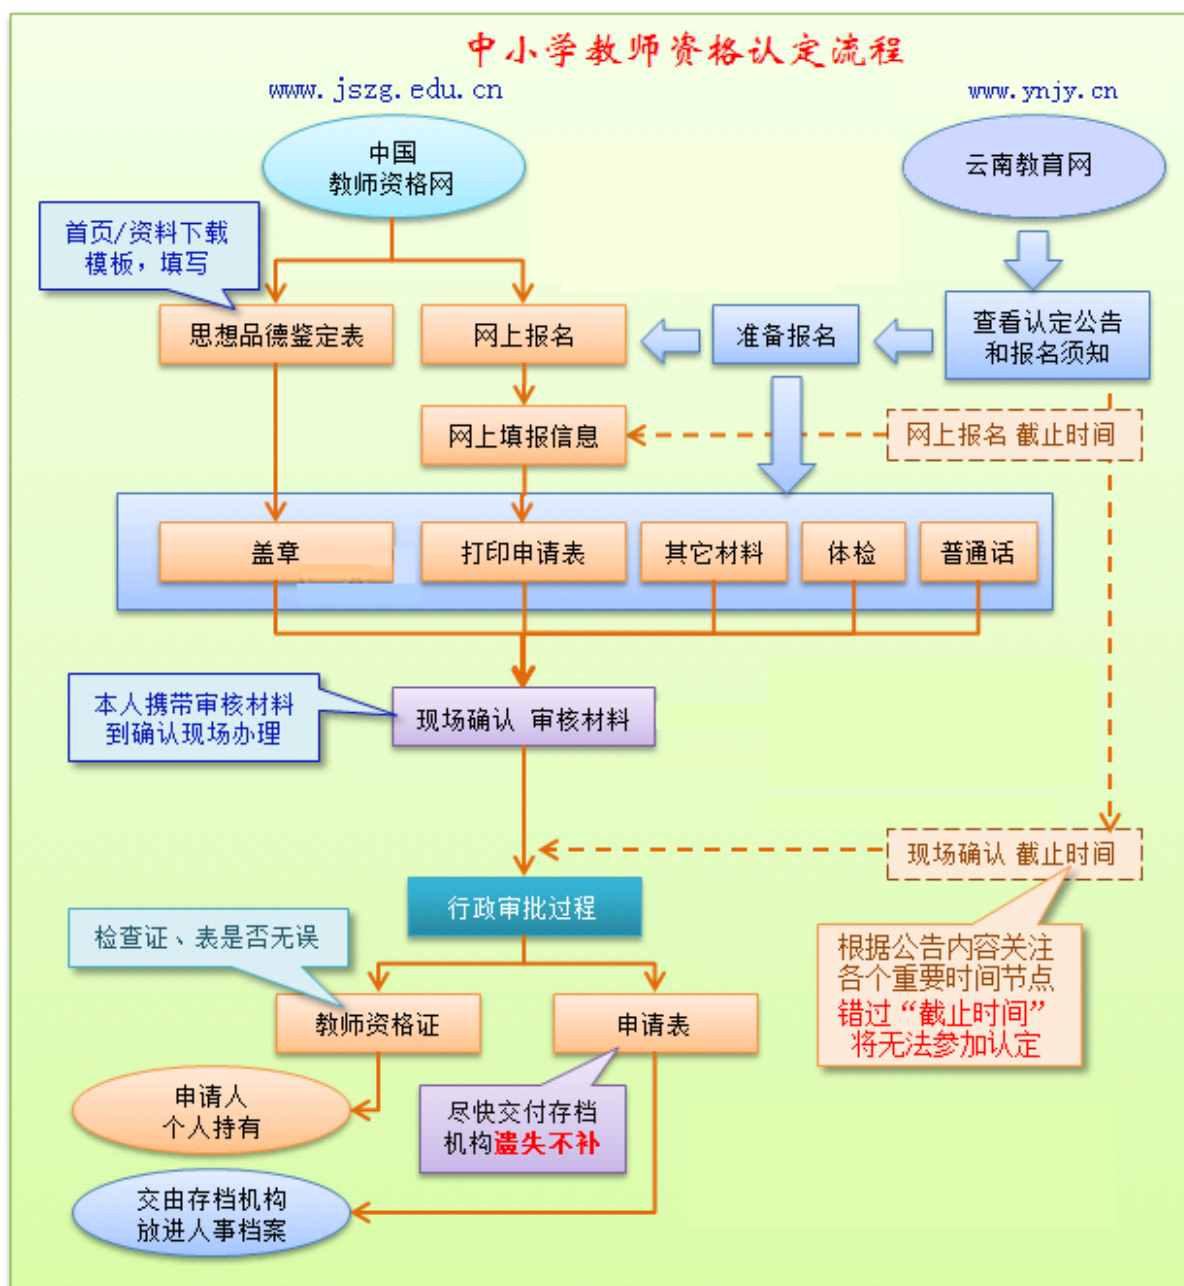 中小学教师资格认定流程
www.jszg.edu.cn
www.ynjy.cn
中国
教师资格网
云南教育网
首页/资料下载
模板，填写
思想品德鉴定表
网上报名
准备报名
查看认定公告
和报名须知
网上填报信息
网上报名 截止时间
盖章
打印申请表
其它材料
体检
普通话
本人携带审核材料
到确认现场办理
现场确认 审核材料
现场确认 截止时间
行政审批过程
检查证、表是否无误
根据公告内容关注
各个重要时间节点
错过“截止时间”
将无法参加认定
教师资格证
申请表
申请人
个人持有
尽快交付存档
机构遗失不补
交由存档机构
放进人事档案